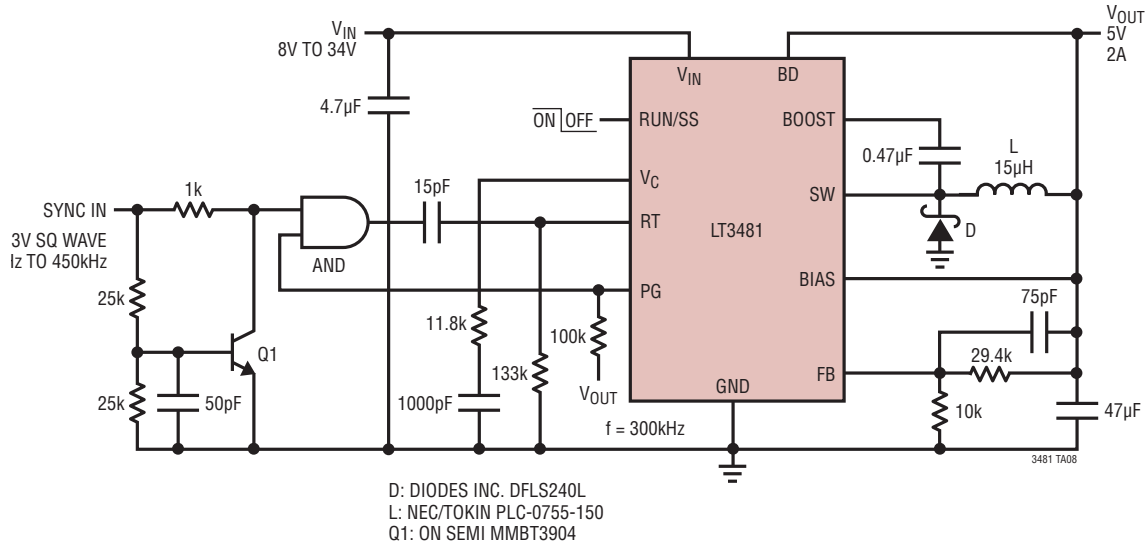 VIN
8V TO 34V
VOUT
5V
2A
4.7µF
VIN
BD
ON OFF
RUN/SS
BOOST
0.47µF
L
15µH
1k
15pF
VC
SW
SYNC IN
RT
LT3481
D
3V SQ WAVE
Hz TO 450kHz
AND
PG
BIAS
25k
75pF
11.8k
100k
Q1
133k
29.4k
FB
25k
50pF
1000pF
VOUT
GND
10k
47µF
f = 300kHz
3481 TA08
D: DIODES INC. DFLS240L
L: NEC/TOKIN PLC-0755-150
Q1: ON SEMI MMBT3904